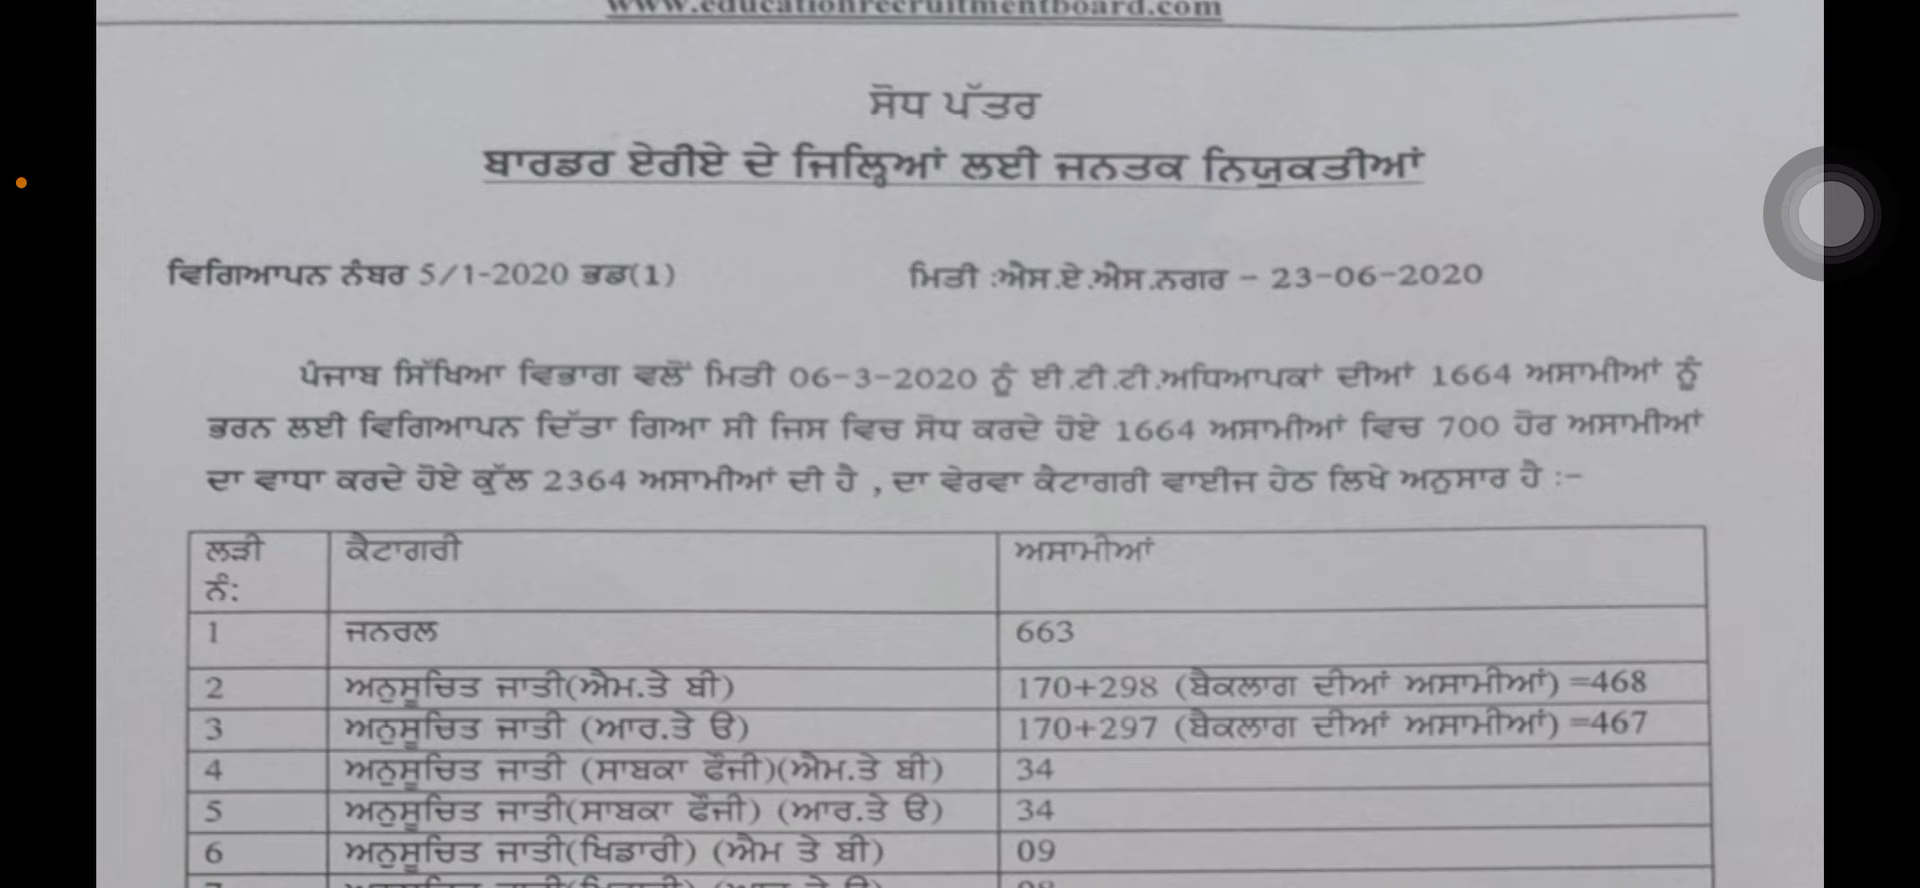 www.educationrecruitmentboard.com
ਸੋਧ ਪੱਤਰ
ਬਾਰਡਰ ਏਰੀਏ ਦੇ ਜਿਲ੍ਹਿਆਂ ਲਈ ਜਨਤਕ ਨਿਯੁਕਤੀਆਂ
ਵਿਗਿਆਪਨ ਨੰਬਰ 5/1-2020 ਭਡ(1) ਮਿਤੀ :ਐਸ.ਏ.ਐਸ.ਨਗਰ - 23-06-2020
ਪੰਜਾਬ ਸਿੱਖਿਆ ਵਿਭਾਗ ਵਲੋਂ ਮਿਤੀ 06-3-2020 ਨੂੰ ਈ.ਟੀ.ਟੀ.ਅਧਿਆਪਕਾਂ ਦੀਆਂ 1664 ਅਸਾਮੀਆਂ ਨੂੰ
ਭਰਨ ਲਈ ਵਿਗਿਆਪਨ ਦਿੱਤਾ ਗਿਆ ਸੀ ਜਿਸ ਵਿਚ ਸੋਧ ਕਰਦੇ ਹੋਏ 1664 ਅਸਾਮੀਆਂ ਵਿਚ 700 ਹੋਰ ਅਸਾਮੀਆਂ
ਦਾ ਵਾਧਾ ਕਰਦੇ ਹੋਏ ਕੁੱਲ 2364 ਅਸਾਮੀਆਂ ਦੀ ਹੈ , ਦਾ ਵੇਰਵਾ ਕੈਟਾਗਰੀ ਵਾਈਜ ਹੇਠ ਲਿਖੇ ਅਨੁਸਾਰ ਹੈ :-
ਲੜੀ ਨੰ: ਕੈਟਾਗਰੀ ਅਸਾਮੀਆਂ
1 ਜਨਰਲ 663
2 ਅਨੁਸੂਚਿਤ ਜਾਤੀ(ਐਮ.ਤੇ ਬੀ) 170+298 (ਬੈਕਲਾਗ ਦੀਆਂ ਅਸਾਮੀਆਂ) =468
3 ਅਨੁਸੂਚਿਤ ਜਾਤੀ (ਆਰ.ਤੇ ਓ) 170+297 (ਬੈਕਲਾਗ ਦੀਆਂ ਅਸਾਮੀਆਂ) =467
4 ਅਨੁਸੂਚਿਤ ਜਾਤੀ (ਸਾਬਕਾ ਫੌਜੀ)(ਐਮ.ਤੇ ਬੀ) 34
5 ਅਨੁਸੂਚਿਤ ਜਾਤੀ(ਸਾਬਕਾ ਫੌਜੀ) (ਆਰ.ਤੇ ਓ) 34
6 ਅਨੁਸੂਚਿਤ ਜਾਤੀ(ਖਿਡਾਰੀ) (ਐਮ ਤੇ ਬੀ) 09